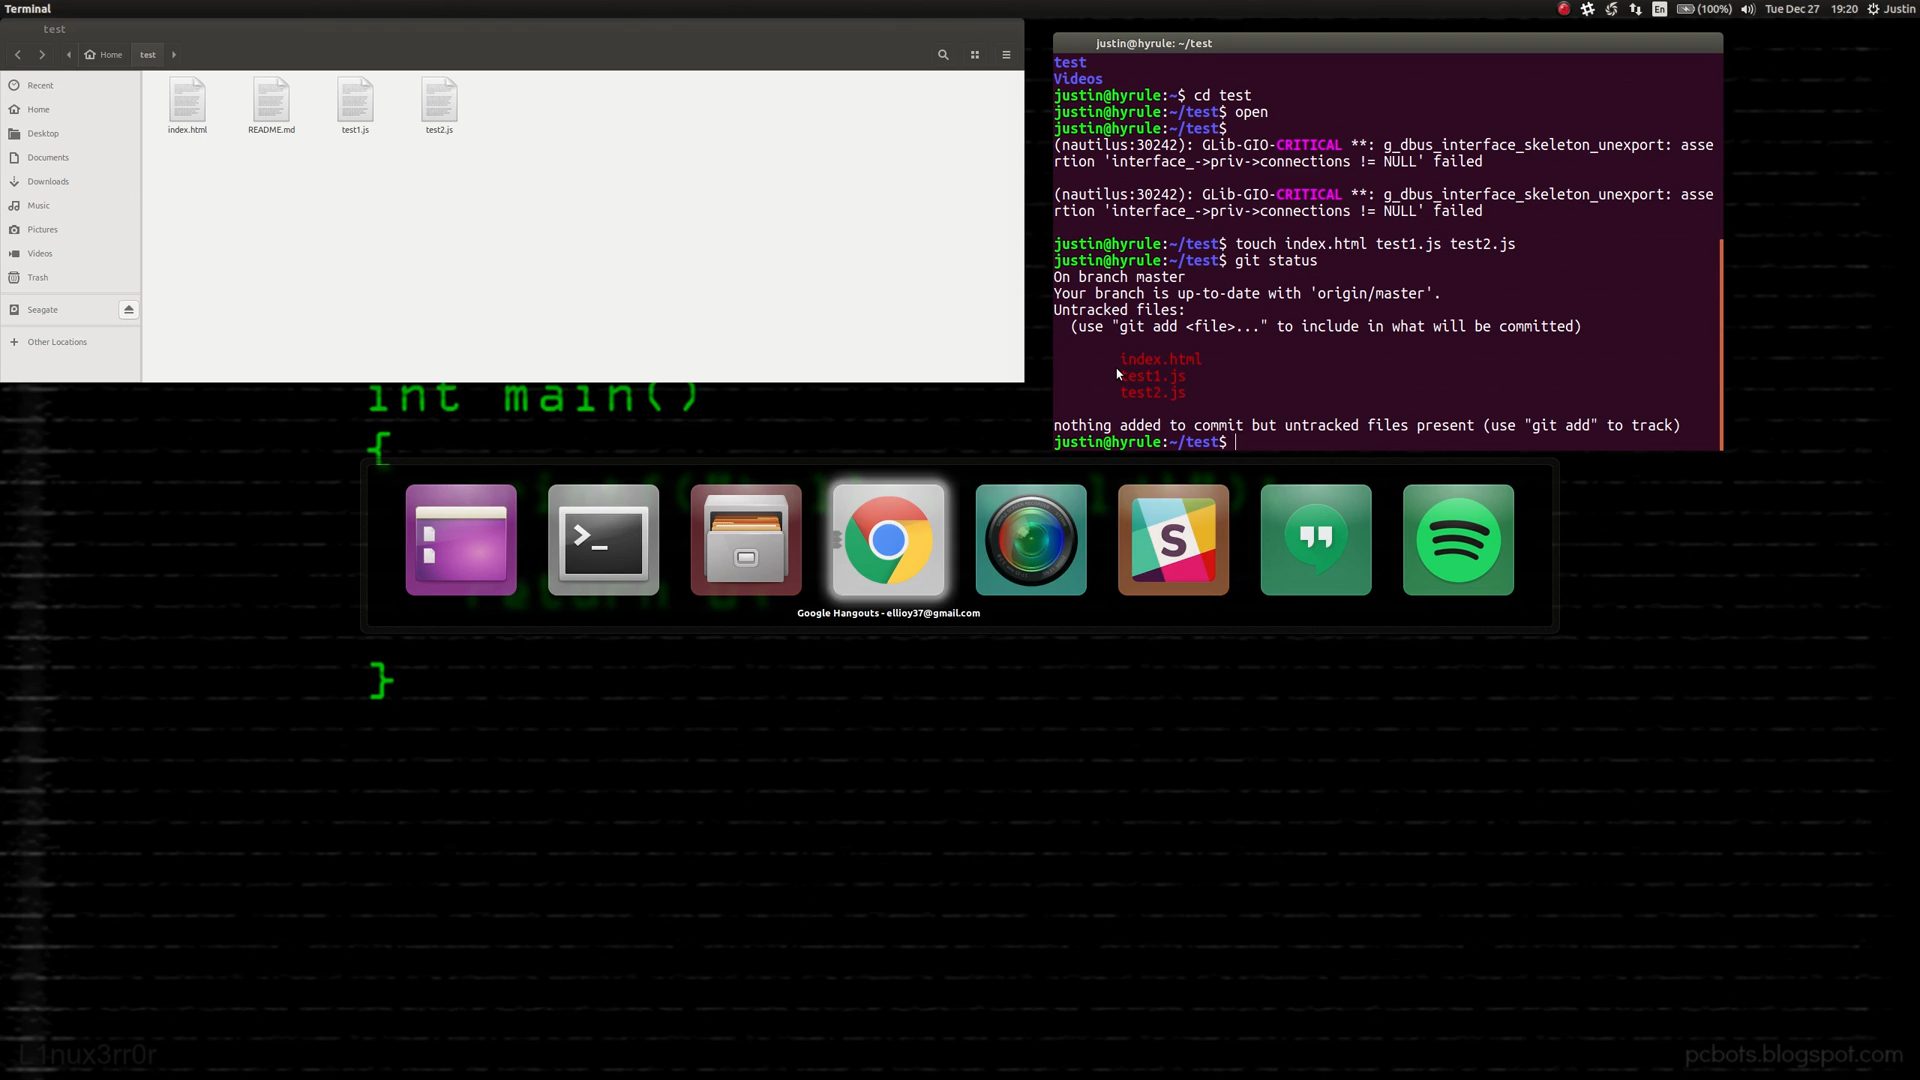 Terminal
En
(100%)
Tue Dec 27
19:20
Justin
test
Home
test
Recent
Home
Desktop
Documents
Downloads
Music
Pictures
Videos
Trash
Seagate
Other Locations
index.html
README.md
test1.js
test2.js
justin@hyrule: ~/test
test
Videos
justin@hyrule:~$ cd test
justin@hyrule:~/test$ open
justin@hyrule:~/test$
(nautilus:30242): GLib-GIO-CRITICAL **: g_dbus_interface_skeleton_unexport: asse
rtion 'interface_->priv->connections != NULL' failed
(nautilus:30242): GLib-GIO-CRITICAL **: g_dbus_interface_skeleton_unexport: asse
rtion 'interface_->priv->connections != NULL' failed
justin@hyrule:~/test$ touch index.html test1.js test2.js
justin@hyrule:~/test$ git status
On branch master
Your branch is up-to-date with 'origin/master'.
Untracked files:
(use "git add <file>..." to include in what will be committed)
index.html
test1.js
test2.js
nothing added to commit but untracked files present (use "git add" to track)
justin@hyrule:~/test$
int main()
{
S
Google Hangouts - ellioy37@gmail.com
}
L1nux3rr0r
pcbots.blogspot.com